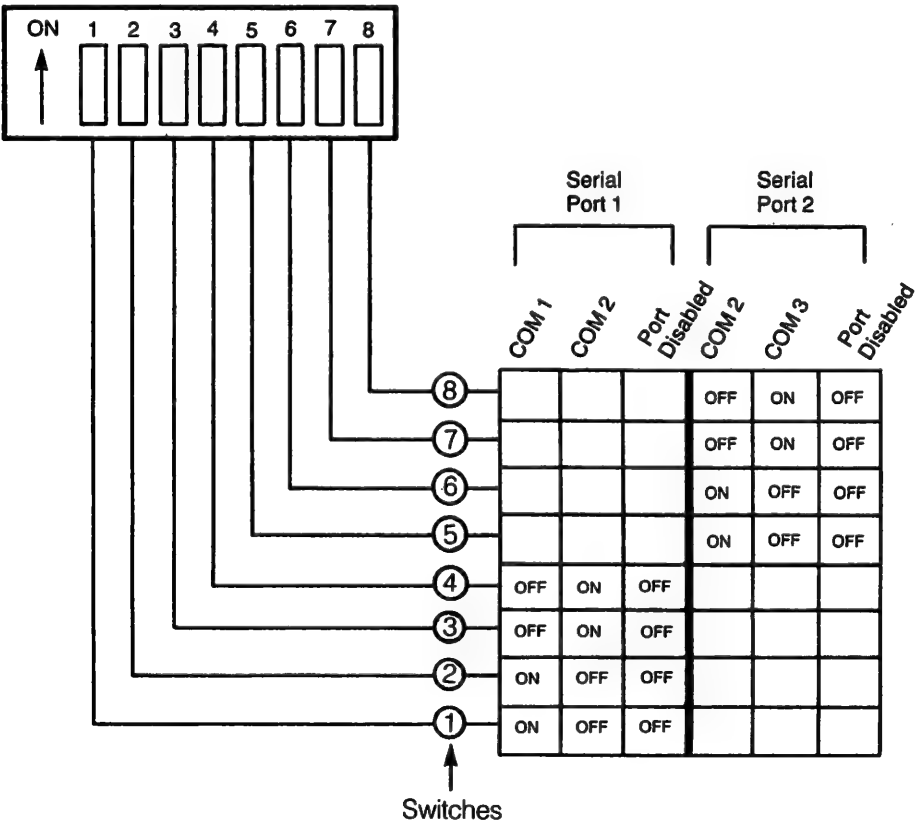 ON 1 2 3 4 5 6 7 8
Serial Port 1
Serial Port 2
COM 1
COM 2
Port Disabled
COM 2
COM 3
Port Disabled
8 OFF ON OFF
7 OFF ON OFF
6 ON OFF OFF
5 ON OFF OFF
4 OFF ON OFF
3 OFF ON OFF
2 ON OFF OFF
1 ON OFF OFF
Switches